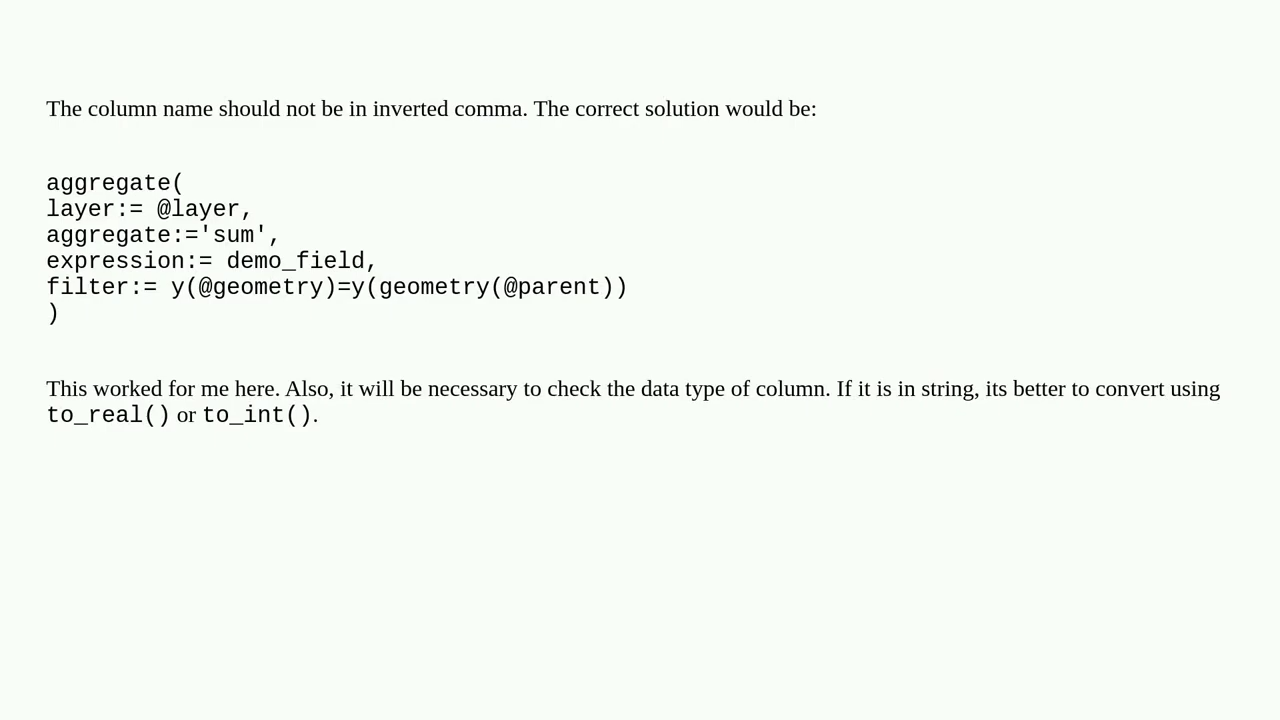 The column name should not be in inverted comma. The correct solution would be:
aggregate(
layer:= @layer,
aggregate:='sum',
expression:= demo_field,
filter:= y(@geometry)=y(geometry(@parent))
)
This worked for me here. Also, it will be necessary to check the data type of column. If it is in string, its better to convert using
to_real() or to_int().